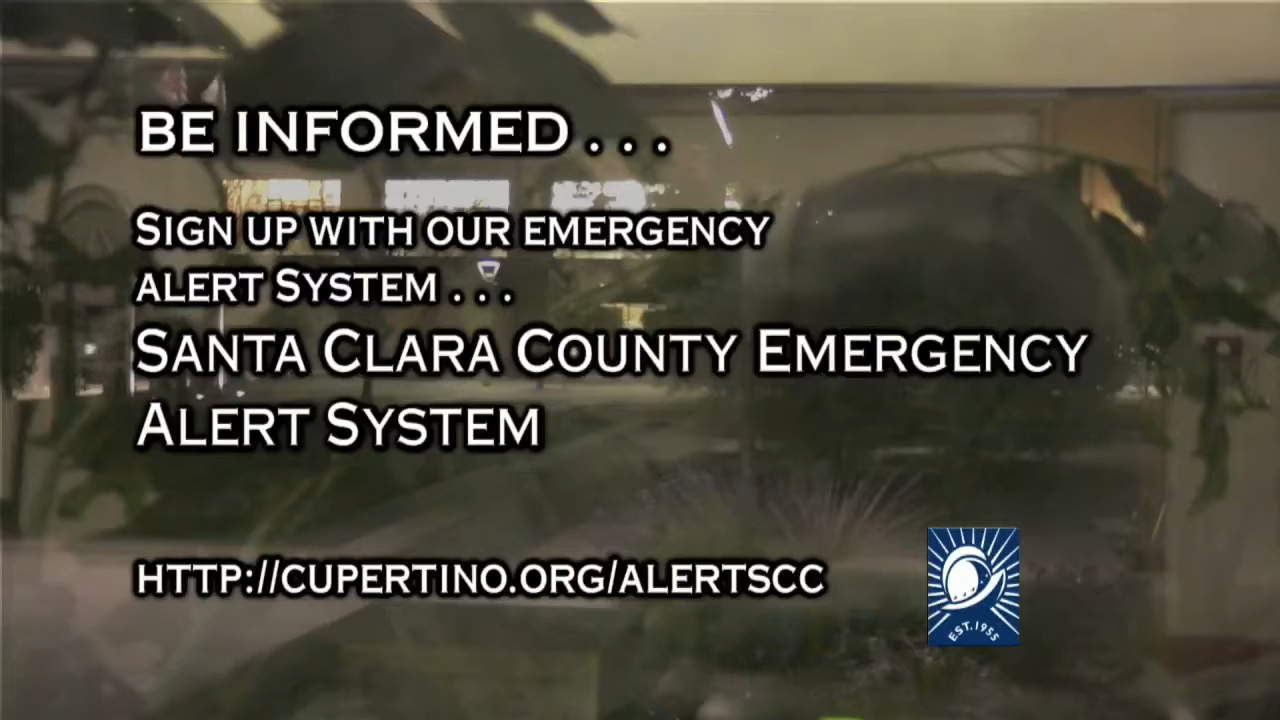 BE INFORMED . . .
SIGN UP WITH OUR EMERGENCY
ALERT SYSTEM . . .
SANTA CLARA COUNTY EMERGENCY
ALERT SYSTEM
HTTP://CUPERTINO.ORG/ALERTSCC
EST. 1955